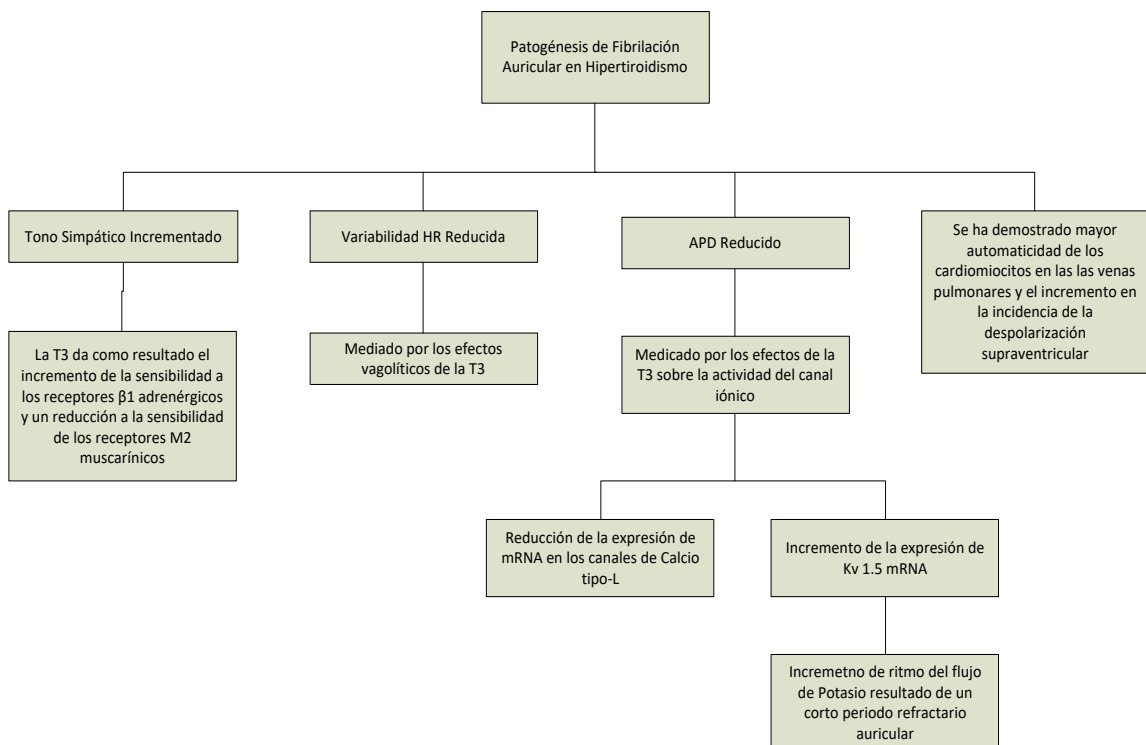 Patogénesis de Fibrilación
Auricular en Hipertiroidismo
Tono Simpático Incrementado
Variabilidad HR Reducida
APD Reducido
Se ha demostrado mayor
automaticidad de los
cardiomiocitos en las las venas
pulmonares y el incremento en
la incidencia de la
despolarización
supraventricular
La T3 da como resultado el
incremento de la sensibilidad a
los receptores β1 adrenérgicos
y un reducción a la sensibilidad
de los receptores M2
muscarínicos
Mediado por los efectos
vagolíticos de la T3
Medicado por los efectos de la
T3 sobre la actividad del canal
iónico
Reducción de la expresión de
mRNA en los canales de Calcio
tipo-L
Incremento de la expresión de
Kv 1.5 mRNA
Incremetno de ritmo del flujo
de Potasio resultado de un
corto periodo refractario
auricular